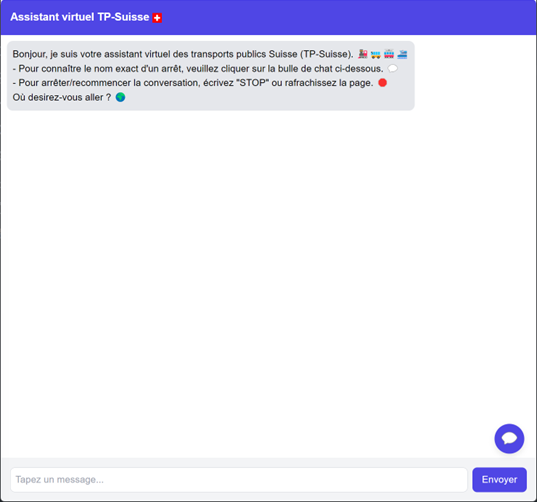 Assistant virtuel TP-Suisse 🇨🇭
Bonjour, je suis votre assistant virtuel des transports publics Suisse (TP-Suisse). 🚂 🚃 🚋 🚅
- Pour connaître le nom exact d'un arrêt, veuillez cliquer sur la bulle de chat ci-dessous. 💬
- Pour arrêter/recommencer la conversation, écrivez "STOP" ou rafrachissez la page. 🔴
Où desirez-vous aller ? 🌍
Tapez un message...
Envoyer